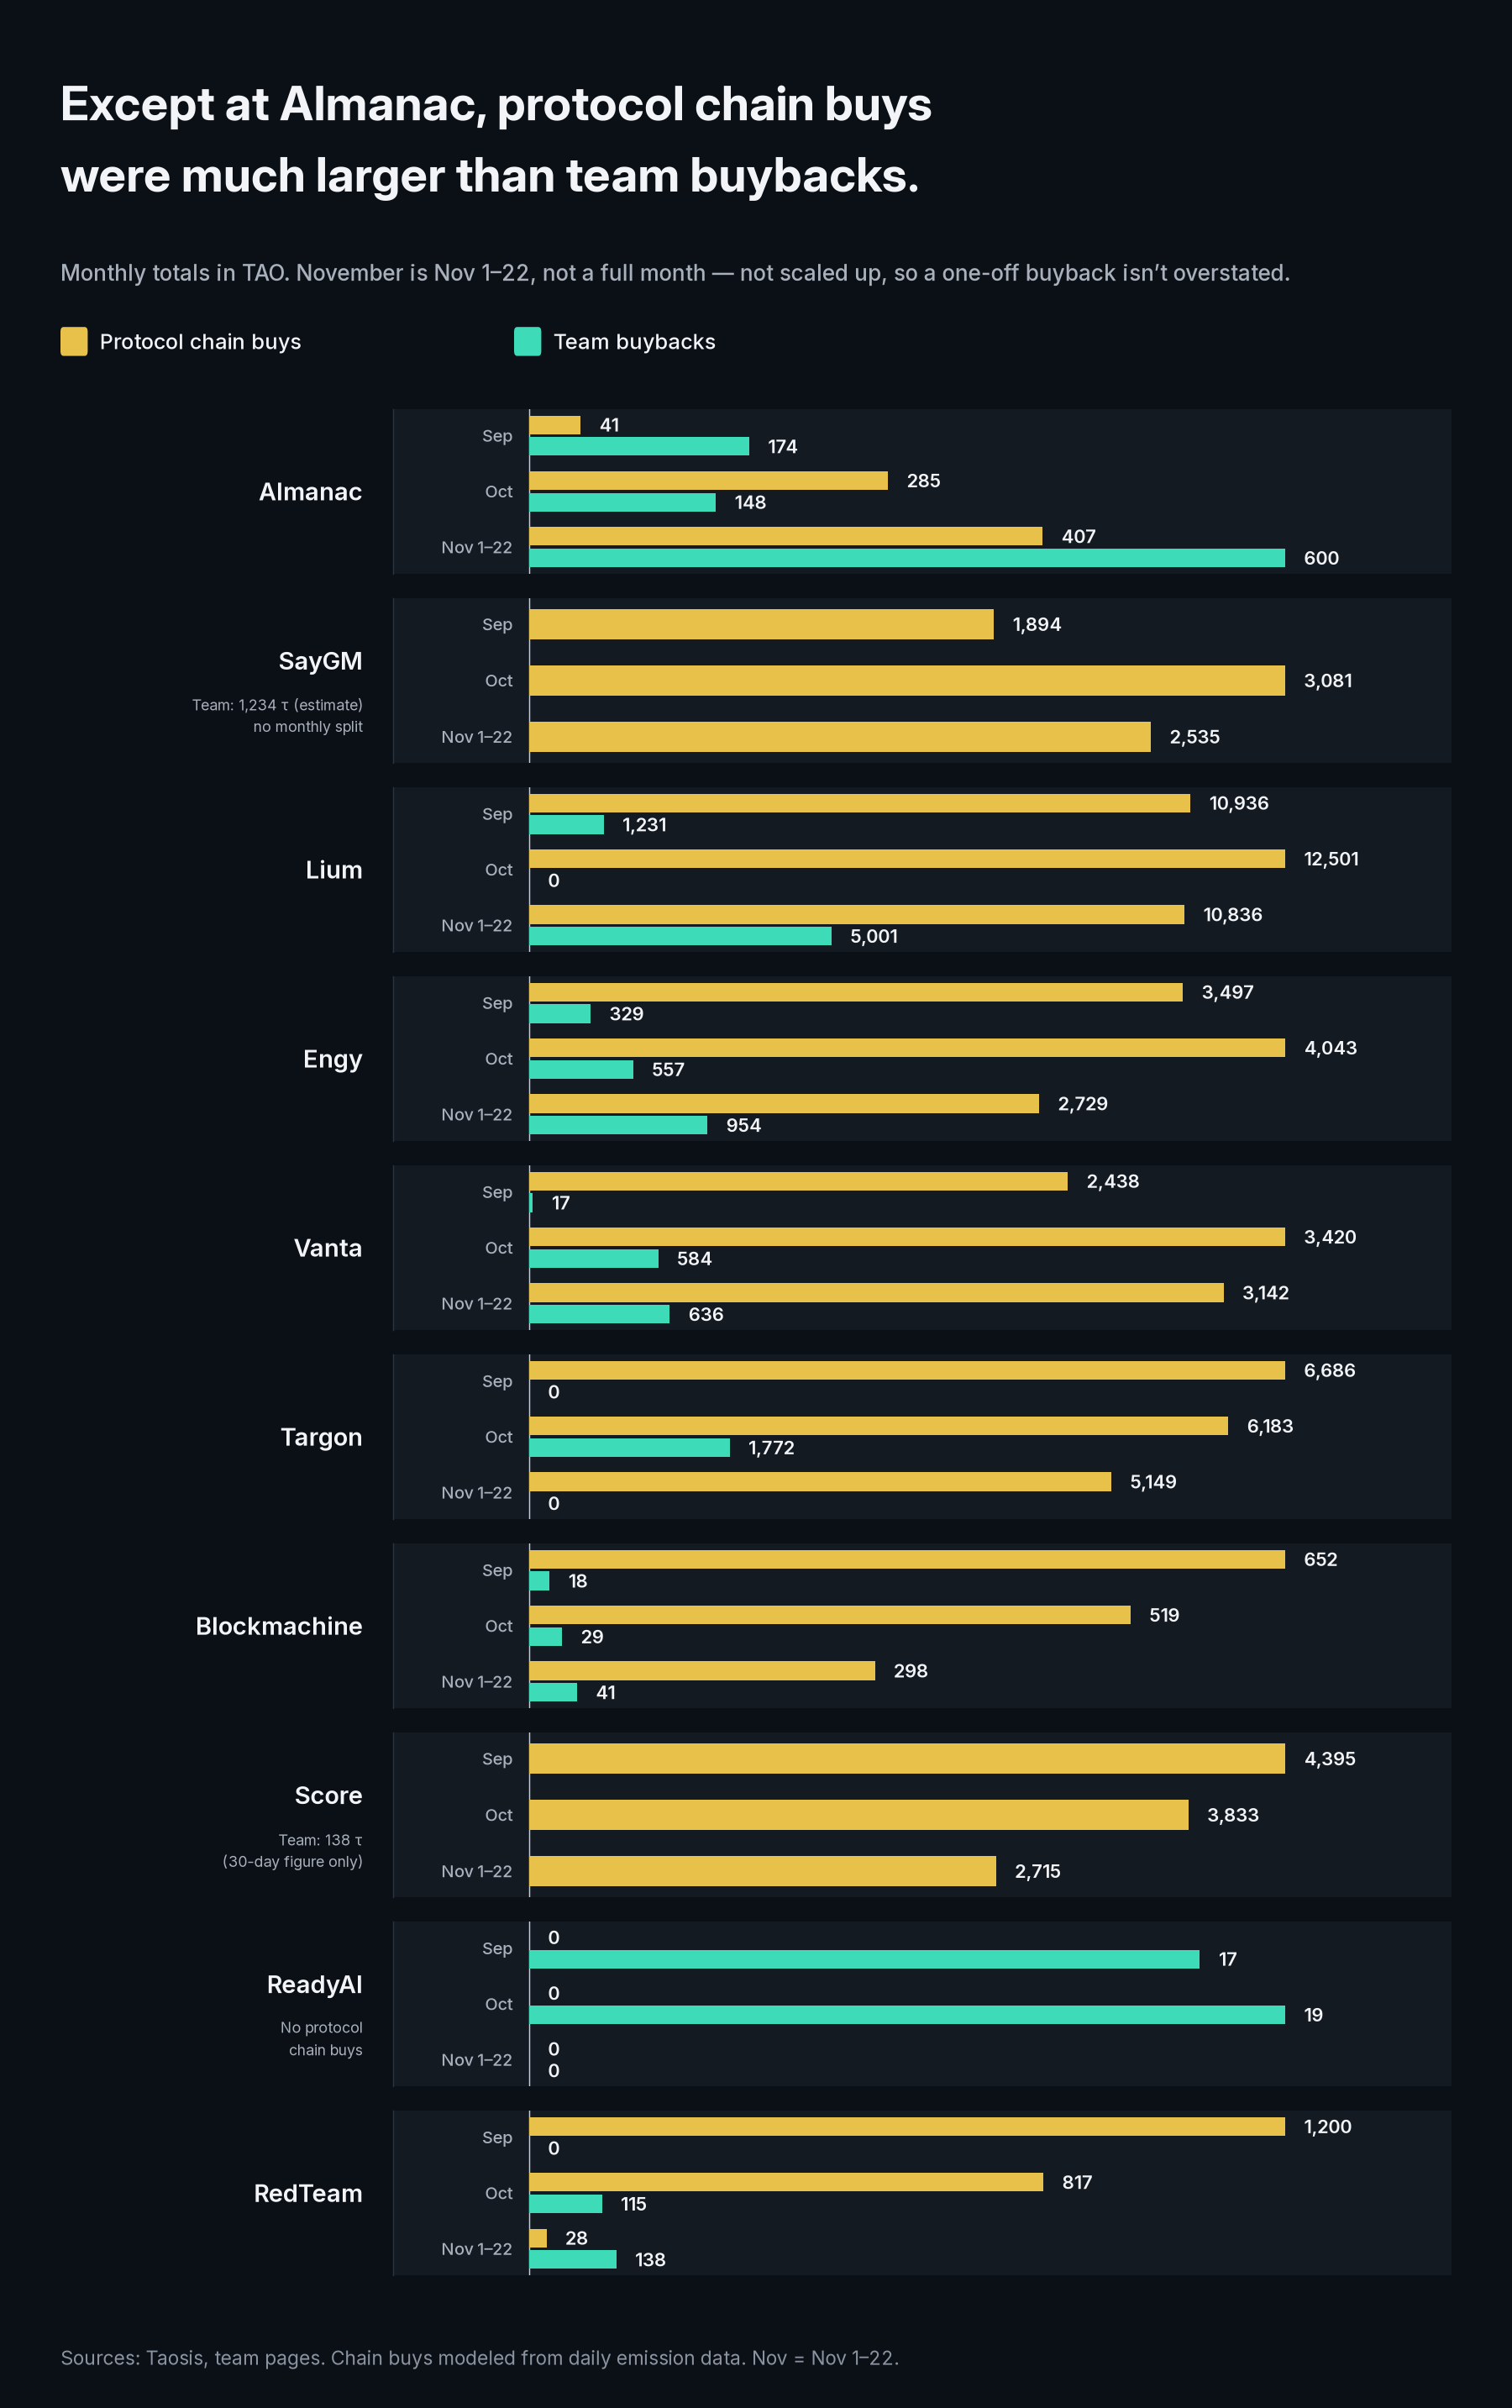 Except at Almanac, protocol chain buys
were much larger than team buybacks.
Monthly totals in TAO. November is Nov 1–22, not a full month — not scaled up, so a one-off buyback isn’t overstated.
Protocol chain buys
Team buybacks
Almanac
Sep
41
174
Oct
285
148
Nov 1–22
407
600
SayGM
Team: 1,234 τ (estimate)
no monthly split
Sep
1,894
Oct
3,081
Nov 1–22
2,535
Lium
Sep
10,936
1,231
Oct
12,501
0
Nov 1–22
10,836
5,001
Engy
Sep
3,497
329
Oct
4,043
557
Nov 1–22
2,729
954
Vanta
Sep
2,438
17
Oct
3,420
584
Nov 1–22
3,142
636
Targon
Sep
6,686
0
Oct
6,183
1,772
Nov 1–22
5,149
0
Blockmachine
Sep
652
18
Oct
519
29
Nov 1–22
298
41
Score
Team: 138 τ
(30-day figure only)
Sep
4,395
Oct
3,833
Nov 1–22
2,715
ReadyAI
No protocol
chain buys
Sep
0
17
Oct
0
19
Nov 1–22
0
0
RedTeam
Sep
1,200
0
Oct
817
115
Nov 1–22
28
138
Sources: Taosis, team pages. Chain buys modeled from daily emission data. Nov = Nov 1–22.